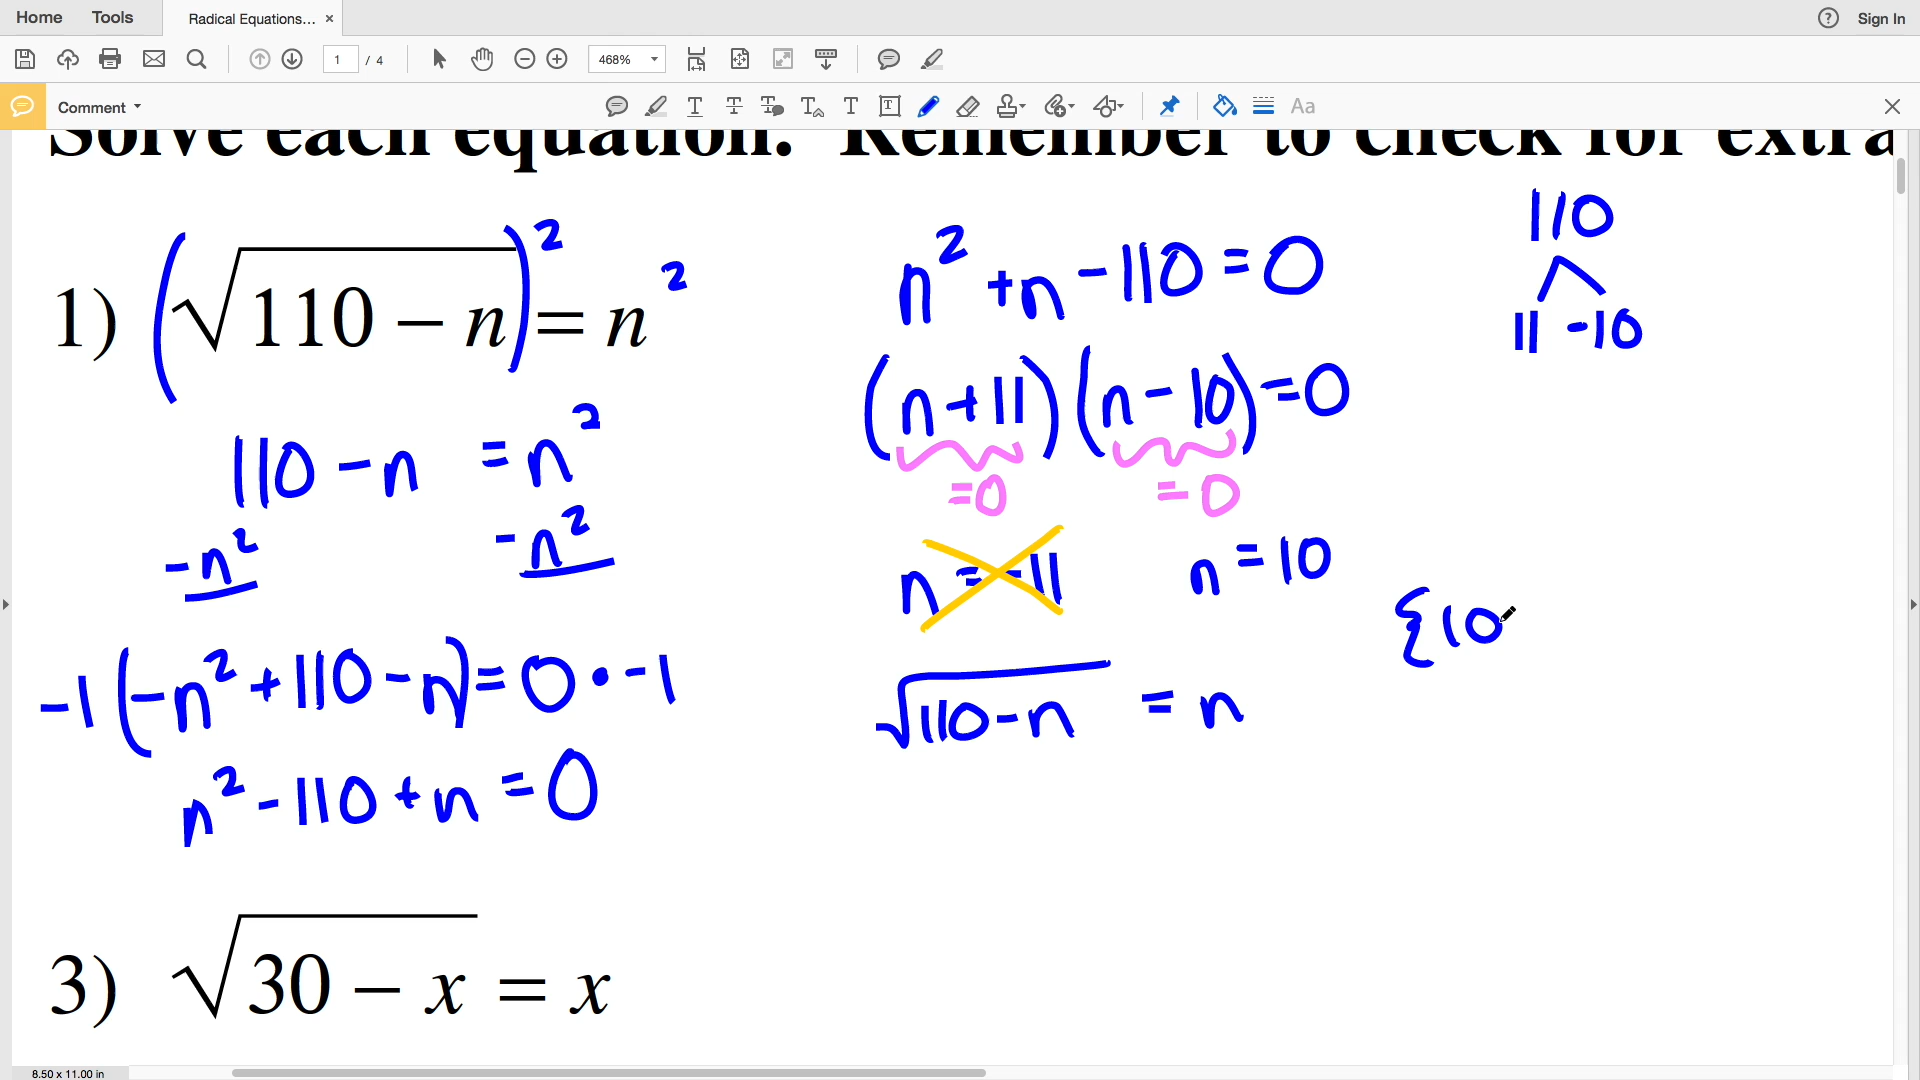 Home Tools Radical Equations... × ? Sign In
1 / 4 468%
Comment Aa
Solve each equation. Remember to check for extra
1) (√110 − n)² = n²
110 - n = n²
-n² -n²
-1(-n² + 110 - n) = 0 · -1
n² - 110 + n = 0
n² + n - 110 = 0
(n + 11)(n - 10) = 0
= 0 = 0
n = -11 n = 10
√110 - n = n
{10
110
11 -10
3) √30 − x = x
8.50 x 11.00 in